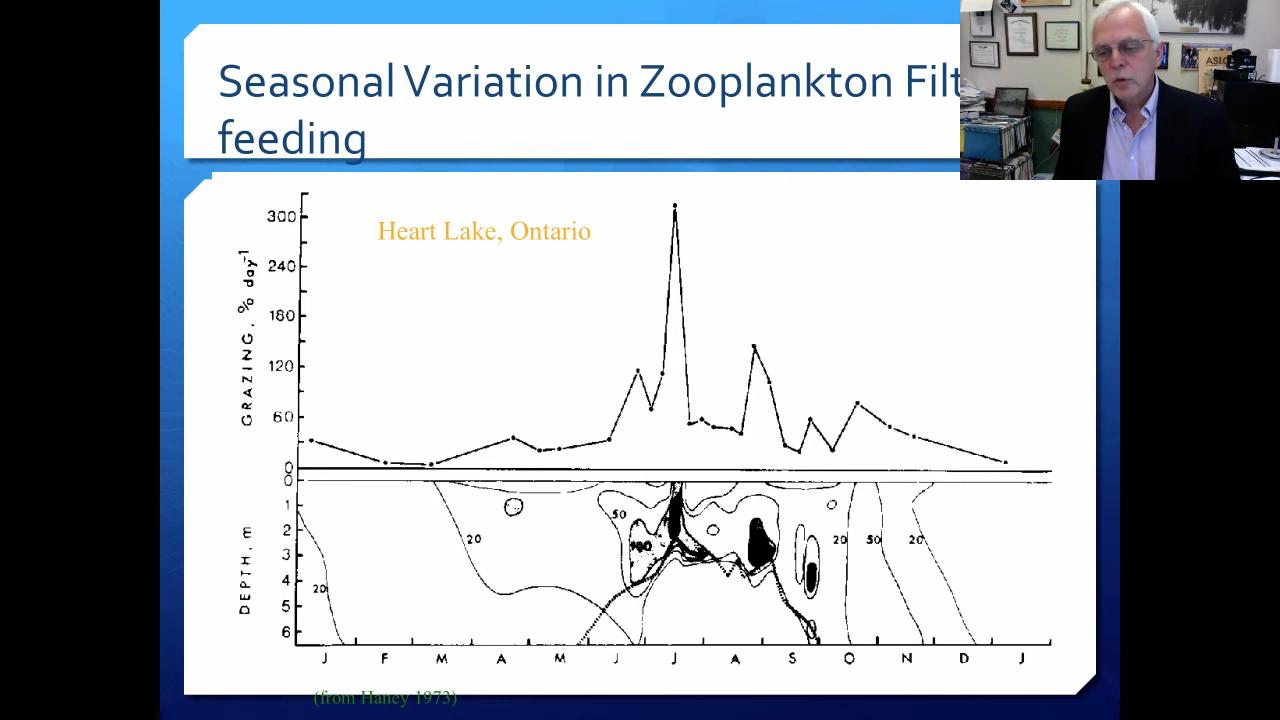 Seasonal Variation in Zooplankton Filt
feeding
Heart Lake, Ontario
GRAZING, % day-1
300
240
180
120
60
0
0
1
2
3
4
5
6
DEPTH, m
20
20
50
100
20
50
20
J F M A M J J A S O N D J
(from Haney 1973)